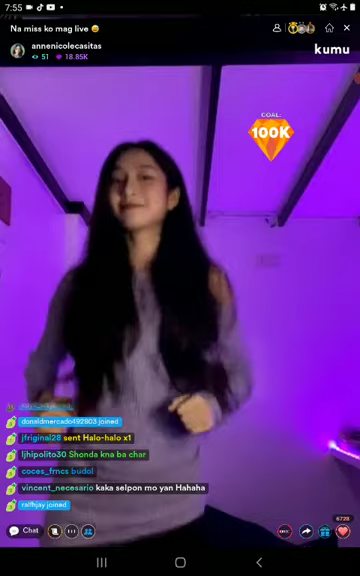 7:55
Na miss ko mag live 😄
annenicolecasitas
51 18.85K
kumu
GOAL:
100K
donaldmercado492803 joined
jfriginal28 sent Halo-halo x1
ljhipolito30 Shonda kna ba char
coces_frncs budol
vincent_necesario kaka selpon mo yan Hahaha
ralfhjay joined
6728
Chat